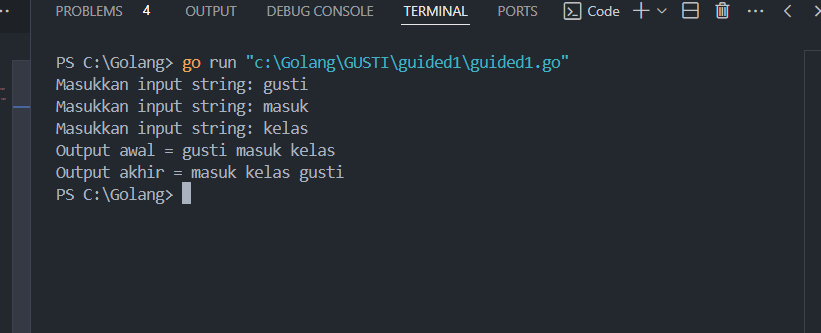 PROBLEMS 4 OUTPUT DEBUG CONSOLE TERMINAL PORTS Code
PS C:\Golang> go run "c:\Golang\GUSTI\guided1\guided1.go"
Masukkan input string: gusti
Masukkan input string: masuk
Masukkan input string: kelas
Output awal = gusti masuk kelas
Output akhir = masuk kelas gusti
PS C:\Golang>